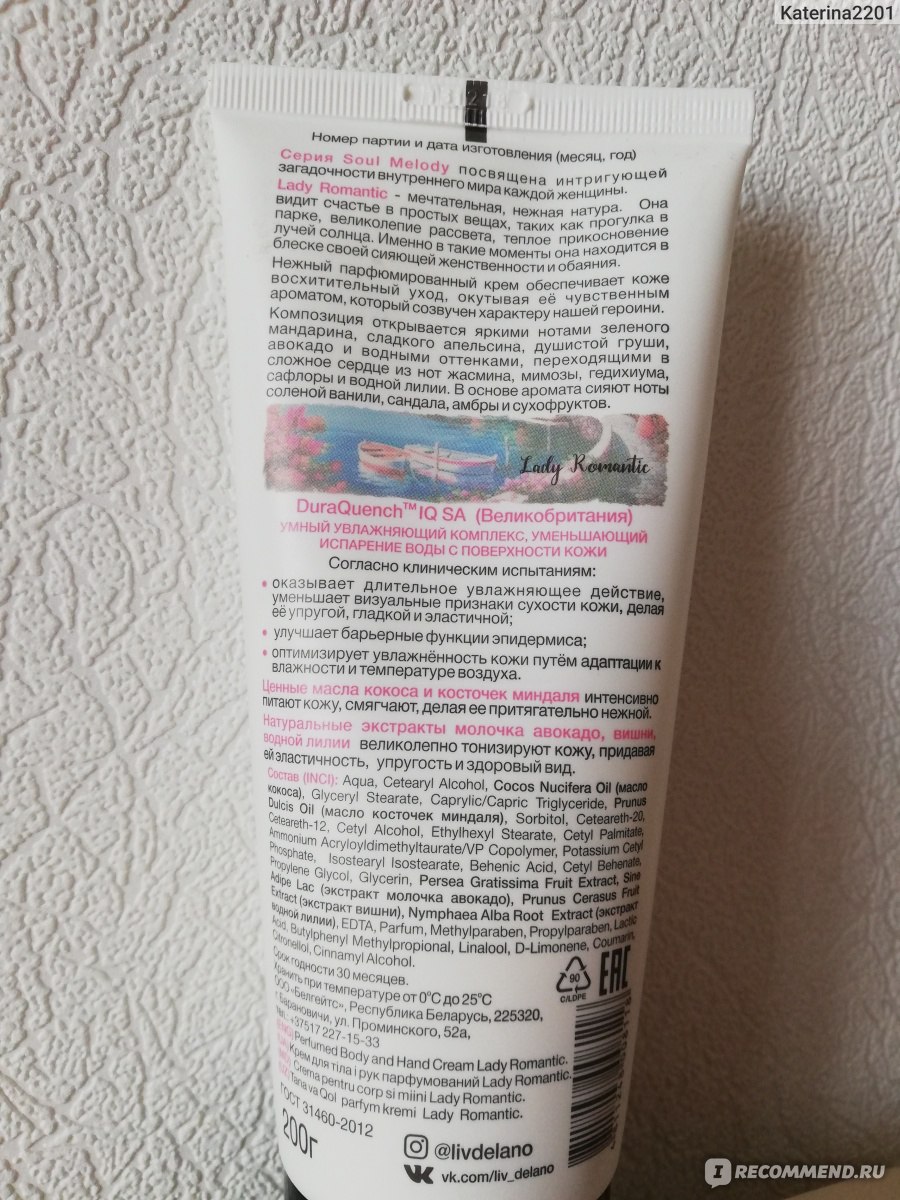 Katerina2201
Номер партии и дата изготовления (месяц, год)
Серия Soul Melody посвящена интригующей
загадочности внутреннего мира каждой женщины.
Lady Romantic - мечтательная, нежная натура. Она
видит счастье в простых вещах, таких как прогулка в
парке, великолепие рассвета, теплое прикосновение
лучей солнца. Именно в такие моменты она находится в
блеске своей сияющей женственности и обаяния.
Нежный парфюмированный крем обеспечивает коже
восхитительный уход, окутывая её чувственным
ароматом, который созвучен характеру нашей героини.
Композиция открывается яркими нотами зеленого
мандарина, сладкого апельсина, душистой груши,
авокадо и водными оттенками, переходящими в
сложное сердце из нот жасмина, мимозы, гедихиума,
сафлоры и водной лилии. В основе аромата сияют ноты
соленой ванили, сандала, амбры и сухофруктов.
Lady Romantic
DuraQuench™ IQ SA (Великобритания)
УМНЫЙ УВЛАЖНЯЮЩИЙ КОМПЛЕКС, УМЕНЬШАЮЩИЙ
ИСПАРЕНИЕ ВОДЫ С ПОВЕРХНОСТИ КОЖИ
Согласно клиническим испытаниям:
• оказывает длительное увлажняющее действие,
уменьшает визуальные признаки сухости кожи, делая
её упругой, гладкой и эластичной;
• улучшает барьерные функции эпидермиса;
• оптимизирует увлажнённость кожи путём адаптации к
влажности и температуре воздуха.
Ценные масла кокоса и косточек миндаля интенсивно
питают кожу, смягчают, делая ее притягательно нежной.
Натуральные экстракты молочка авокадо, вишни,
водной лилии великолепно тонизируют кожу, придавая
ей эластичность, упругость и здоровый вид.
Состав (INCI): Aqua, Cetearyl Alcohol, Cocos Nucifera Oil (масло
кокоса), Glyceryl Stearate, Caprylic/Capric Triglyceride, Prunus
Dulcis Oil (масло косточек миндаля), Sorbitol, Ceteareth-20,
Ceteareth-12, Cetyl Alcohol, Ethylhexyl Stearate, Cetyl Palmitate,
Ammonium Acryloyldimethyltaurate/VP Copolymer, Potassium Cetyl
Phosphate, Isostearyl Isostearate, Behenic Acid, Cetyl Behenate,
Propylene Glycol, Glycerin, Persea Gratissima Fruit Extract, Sine
Adipe Lac (экстракт молочка авокадо), Prunus Cerasus Fruit
Extract (экстракт вишни), Nymphaea Alba Root Extract (экстракт
водной лилии), EDTA, Parfum, Methylparaben, Propylparaben, Lactic
Acid, Butylphenyl Methylpropional, Linalool, D-Limonene, Coumarin,
Citronellol, Cinnamyl Alcohol.
Срок годности 30 месяцев.
Хранить при температуре от 0°С до 25°С
ООО «Белгейтс», Республика Беларусь, 225320,
г. Барановичи, ул. Проминского, 52а,
тел. +37517 227-15-33
90
C/LDPE
EAC
Perfumed Body and Hand Cream Lady Romantic.
Крем для тіла і рук парфумований Lady Romantic.
Crema pentru corp si miini Lady Romantic.
Tana va Qol parfym kremi Lady Romantic.
ГОСТ 31460-2012
200г
@livdelano
vk.com/liv_delano
IRECOMMEND.RU